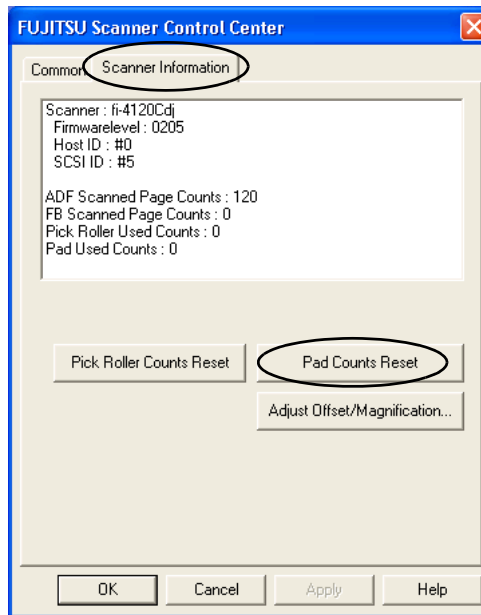 FUJITSU Scanner Control Center
Common
Scanner Information
Scanner : fi-4120Cdj
Firmwarelevel : 0205
Host ID : #0
SCSI ID : #5
ADF Scanned Page Counts : 120
FB Scanned Page Counts : 0
Pick Roller Used Counts : 0
Pad Used Counts : 0
Pick Roller Counts Reset
Pad Counts Reset
Adjust Offset/Magnification...
OK
Cancel
Apply
Help